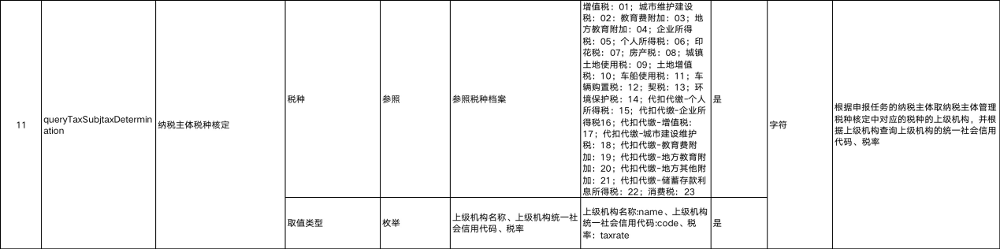 11
queryTaxSubjtaxDetermin
ation
纳税主体税种核定
税种
参照
参照税种档案
增值税：01；城市维护建设
税：02：教育费附加：03；地
方教育附加：04；企业所得
税：05；个人所得税：06；印
花税：07；房产税：08；城镇
土地使用税：09；土地增值
税：10；车船使用税：11；车
辆购置税：12；契税：13；环
境保护税：14；代扣代缴-个人
所得税：15；代扣代缴-企业所
得税16；代扣代缴-增值税：
17；代扣代缴-城市建设维护
税：18；代扣代缴-教育费附
加：19；代扣代缴-地方教育附
加：20；代扣代缴-地方其他附
加：21；代扣代缴-储蓄存款利
息所得税：22；消费税：23
是
字符
根据申报任务的纳税主体取纳税主体管理
税种核定中对应的税种的上级机构，并根
据上级机构查询上级机构的统一社会信用
代码、税率
取值类型
枚举
上级机构名称、上级机构统一社
会信用代码、税率
上级机构名称:name、上级机构
统一社会信用代码:code、税
率：taxrate
是